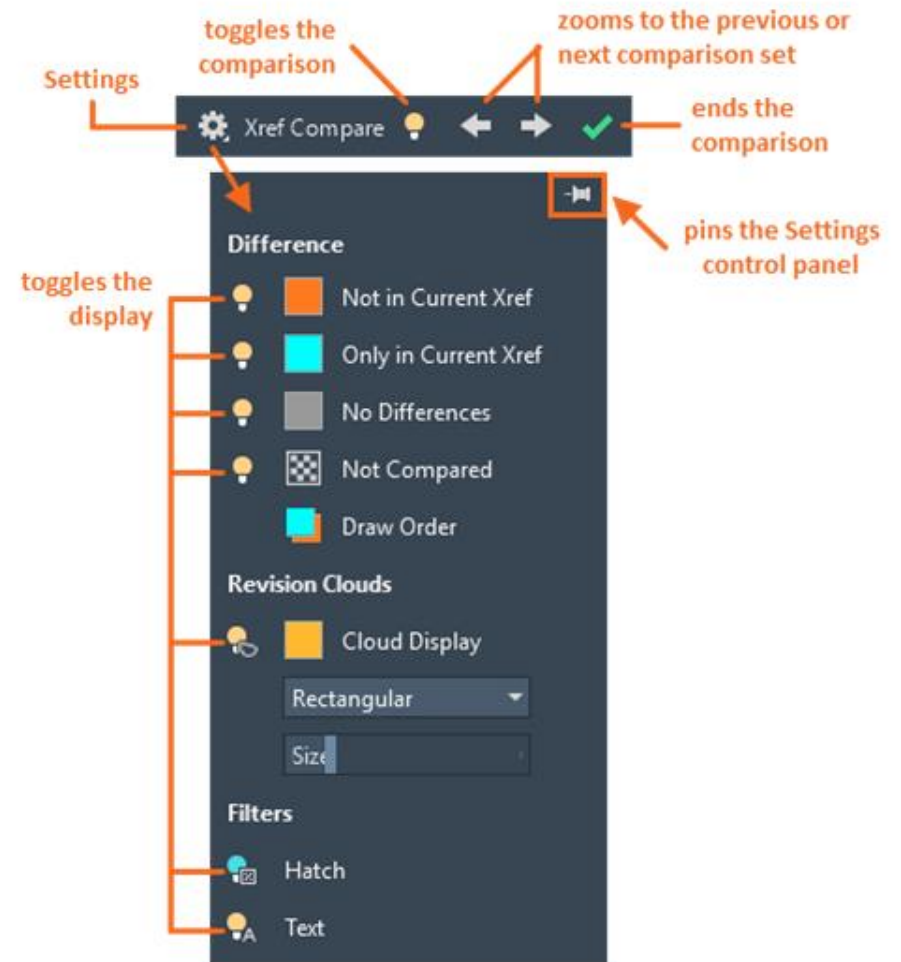 toggles the
comparison
zooms to the previous or
next comparison set
Settings
Xref Compare
ends the
comparison
pins the Settings
control panel
Difference
toggles the
display
Not in Current Xref
Only in Current Xref
No Differences
Not Compared
Draw Order
Revision Clouds
Cloud Display
Rectangular
Size
Filters
Hatch
A Text